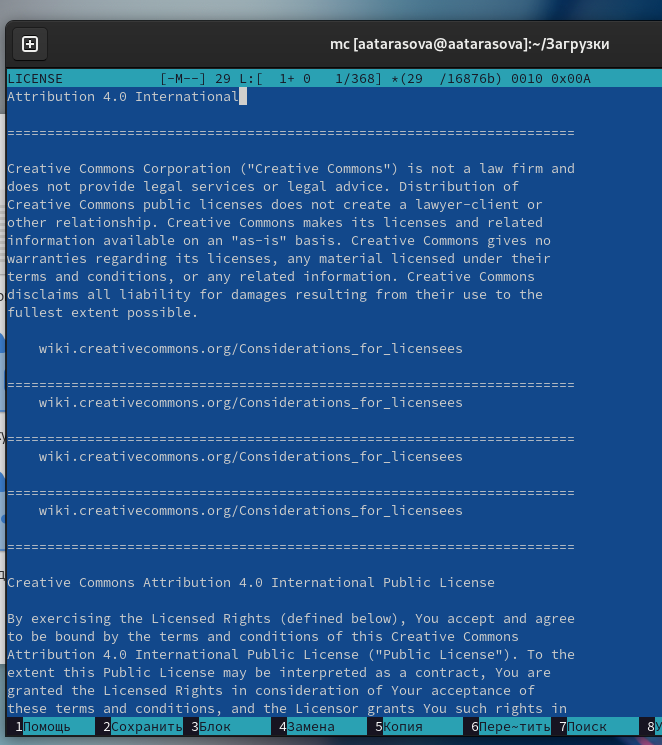 mc [aatarasova@aatarasova]:~/Загрузки
LICENSE [-M--] 29 L:[ 1+ 0 1/368] *(29 /16876b) 0010 0x00A
Attribution 4.0 International
=======================================================================
Creative Commons Corporation ("Creative Commons") is not a law firm and
does not provide legal services or legal advice. Distribution of
Creative Commons public licenses does not create a lawyer-client or
other relationship. Creative Commons makes its licenses and related
information available on an "as-is" basis. Creative Commons gives no
warranties regarding its licenses, any material licensed under their
terms and conditions, or any related information. Creative Commons
disclaims all liability for damages resulting from their use to the
fullest extent possible.
wiki.creativecommons.org/Considerations_for_licensees
=======================================================================
wiki.creativecommons.org/Considerations_for_licensees
=======================================================================
wiki.creativecommons.org/Considerations_for_licensees
=======================================================================
wiki.creativecommons.org/Considerations_for_licensees
=======================================================================
Creative Commons Attribution 4.0 International Public License
By exercising the Licensed Rights (defined below), You accept and agree
to be bound by the terms and conditions of this Creative Commons
Attribution 4.0 International Public License ("Public License"). To the
extent this Public License may be interpreted as a contract, You are
granted the Licensed Rights in consideration of Your acceptance of
these terms and conditions, and the Licensor grants You such rights in
1Помощь 2Сохранить 3Блок 4Замена 5Копия 6Пере~тить 7Поиск 8